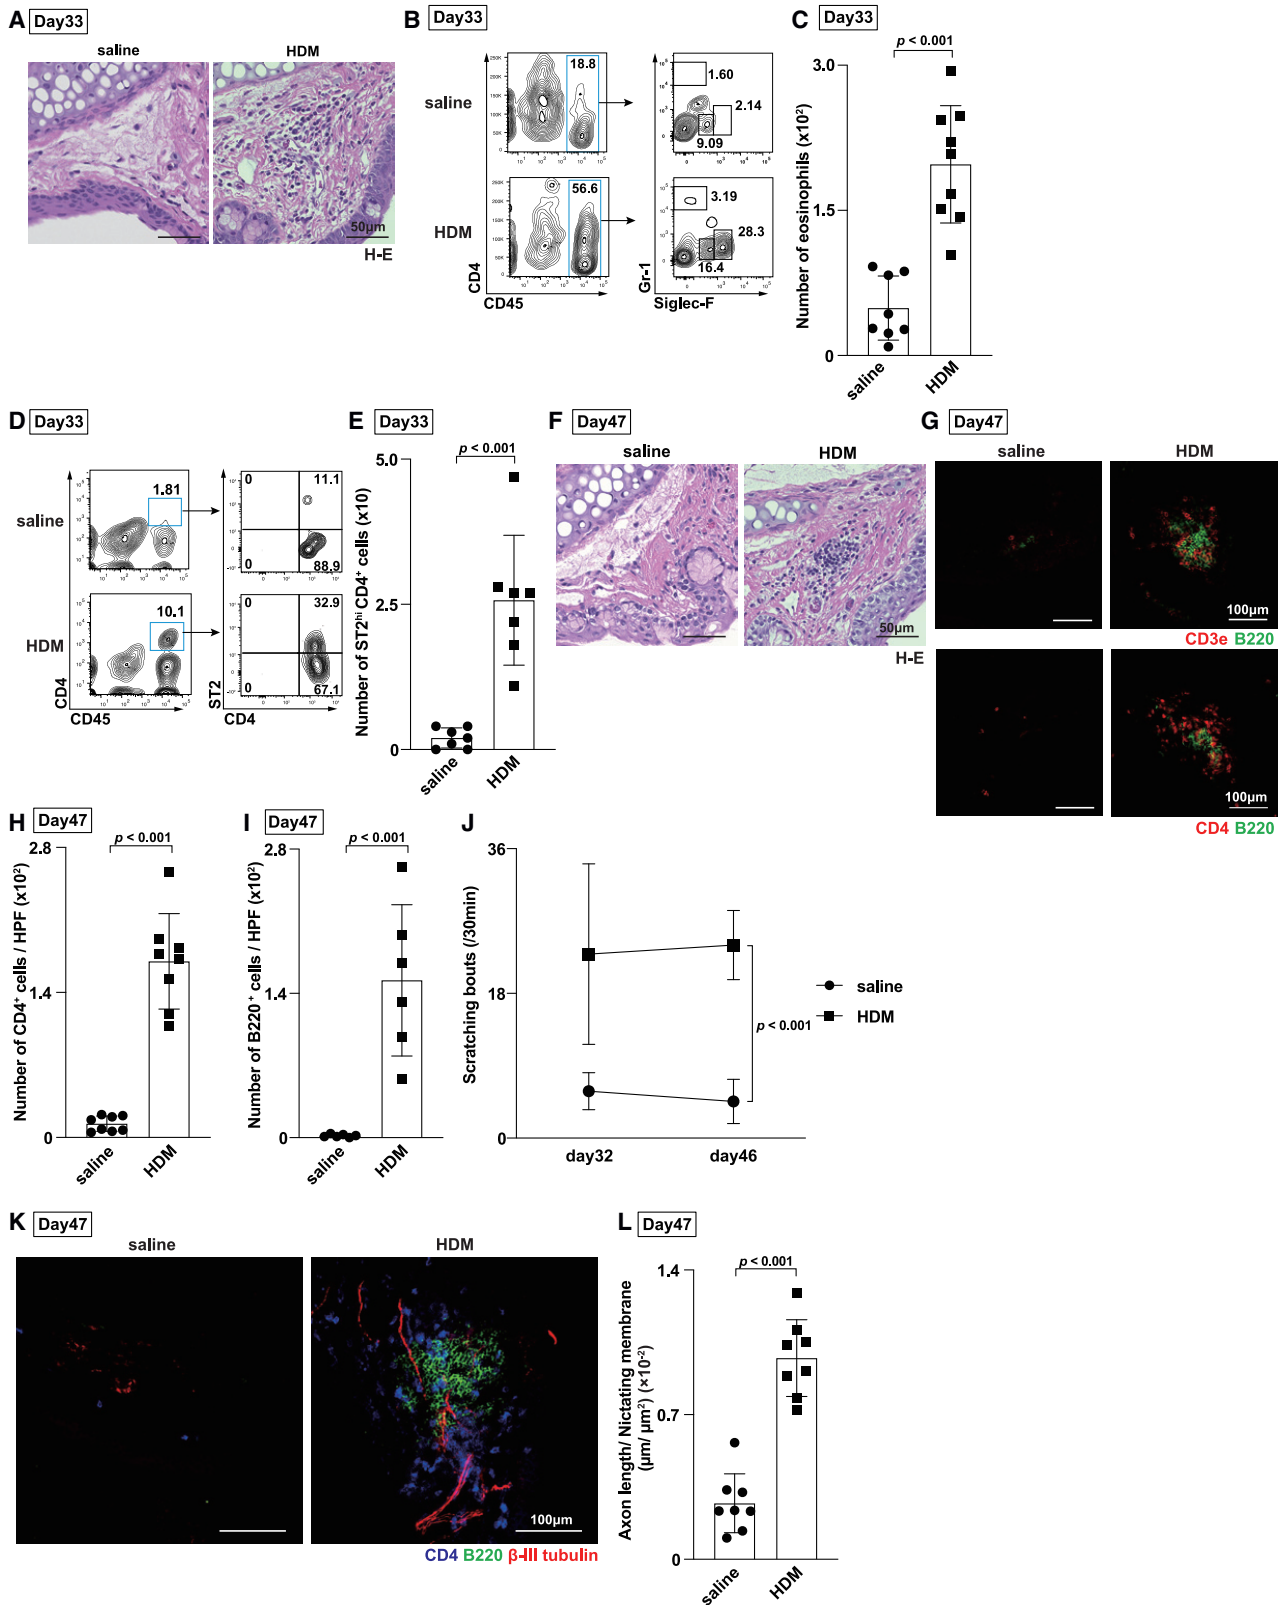 A Day33
saline HDM
50µm
H-E
B Day33
saline
HDM
18.8
1.60
2.14
9.09
56.6
3.19
28.3
16.4
250K
200K
150K
100K
50K
0
CD4
CD45
Gr-1
Siglec-F
C Day33
p < 0.001
Number of eosinophils (x10²)
3.0
1.5
0
saline HDM
D Day33
saline
HDM
1.81
0 11.1
0 88.9
10.1
0 32.9
0 67.1
CD4
CD45
ST2
CD4
E Day33
p < 0.001
Number of ST2ʰⁱ CD4⁺ cells (x10)
5.0
2.5
0
saline HDM
F Day47
saline HDM
50µm
H-E
G Day47
saline HDM
100µm
CD3e B220
100µm
CD4 B220
H Day47
p < 0.001
Number of CD4⁺ cells / HPF (x10²)
2.8
1.4
0
saline HDM
I Day47
p < 0.001
Number of B220⁺ cells / HPF (x10²)
2.8
1.4
0
saline HDM
J
Scratching bouts (/30min)
36
18
0
day32 day46
p < 0.001
saline
HDM
K Day47
saline HDM
100µm
CD4 B220 β-III tubulin
L Day47
p < 0.001
Axon length/ Nictating membrane
(µm/ µm²) (×10⁻²)
1.4
0.7
0
saline HDM